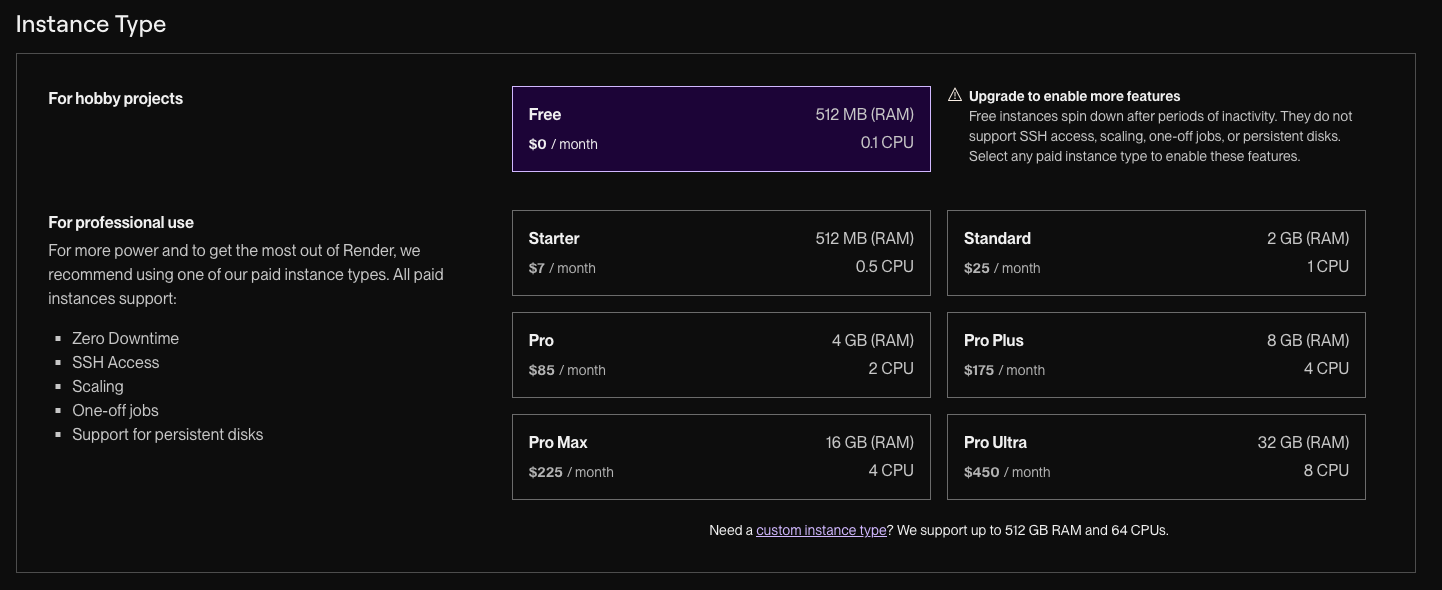 Instance Type
For hobby projects
Free
512 MB (RAM)
$0 / month
0.1 CPU
⚠ Upgrade to enable more features
Free instances spin down after periods of inactivity. They do not
support SSH access, scaling, one-off jobs, or persistent disks.
Select any paid instance type to enable these features.
For professional use
For more power and to get the most out of Render, we
recommend using one of our paid instance types. All paid
instances support:
▪ Zero Downtime
▪ SSH Access
▪ Scaling
▪ One-off jobs
▪ Support for persistent disks
Starter
512 MB (RAM)
$7 / month
0.5 CPU
Standard
2 GB (RAM)
$25 / month
1 CPU
Pro
4 GB (RAM)
$85 / month
2 CPU
Pro Plus
8 GB (RAM)
$175 / month
4 CPU
Pro Max
16 GB (RAM)
$225 / month
4 CPU
Pro Ultra
32 GB (RAM)
$450 / month
8 CPU
Need a custom instance type? We support up to 512 GB RAM and 64 CPUs.